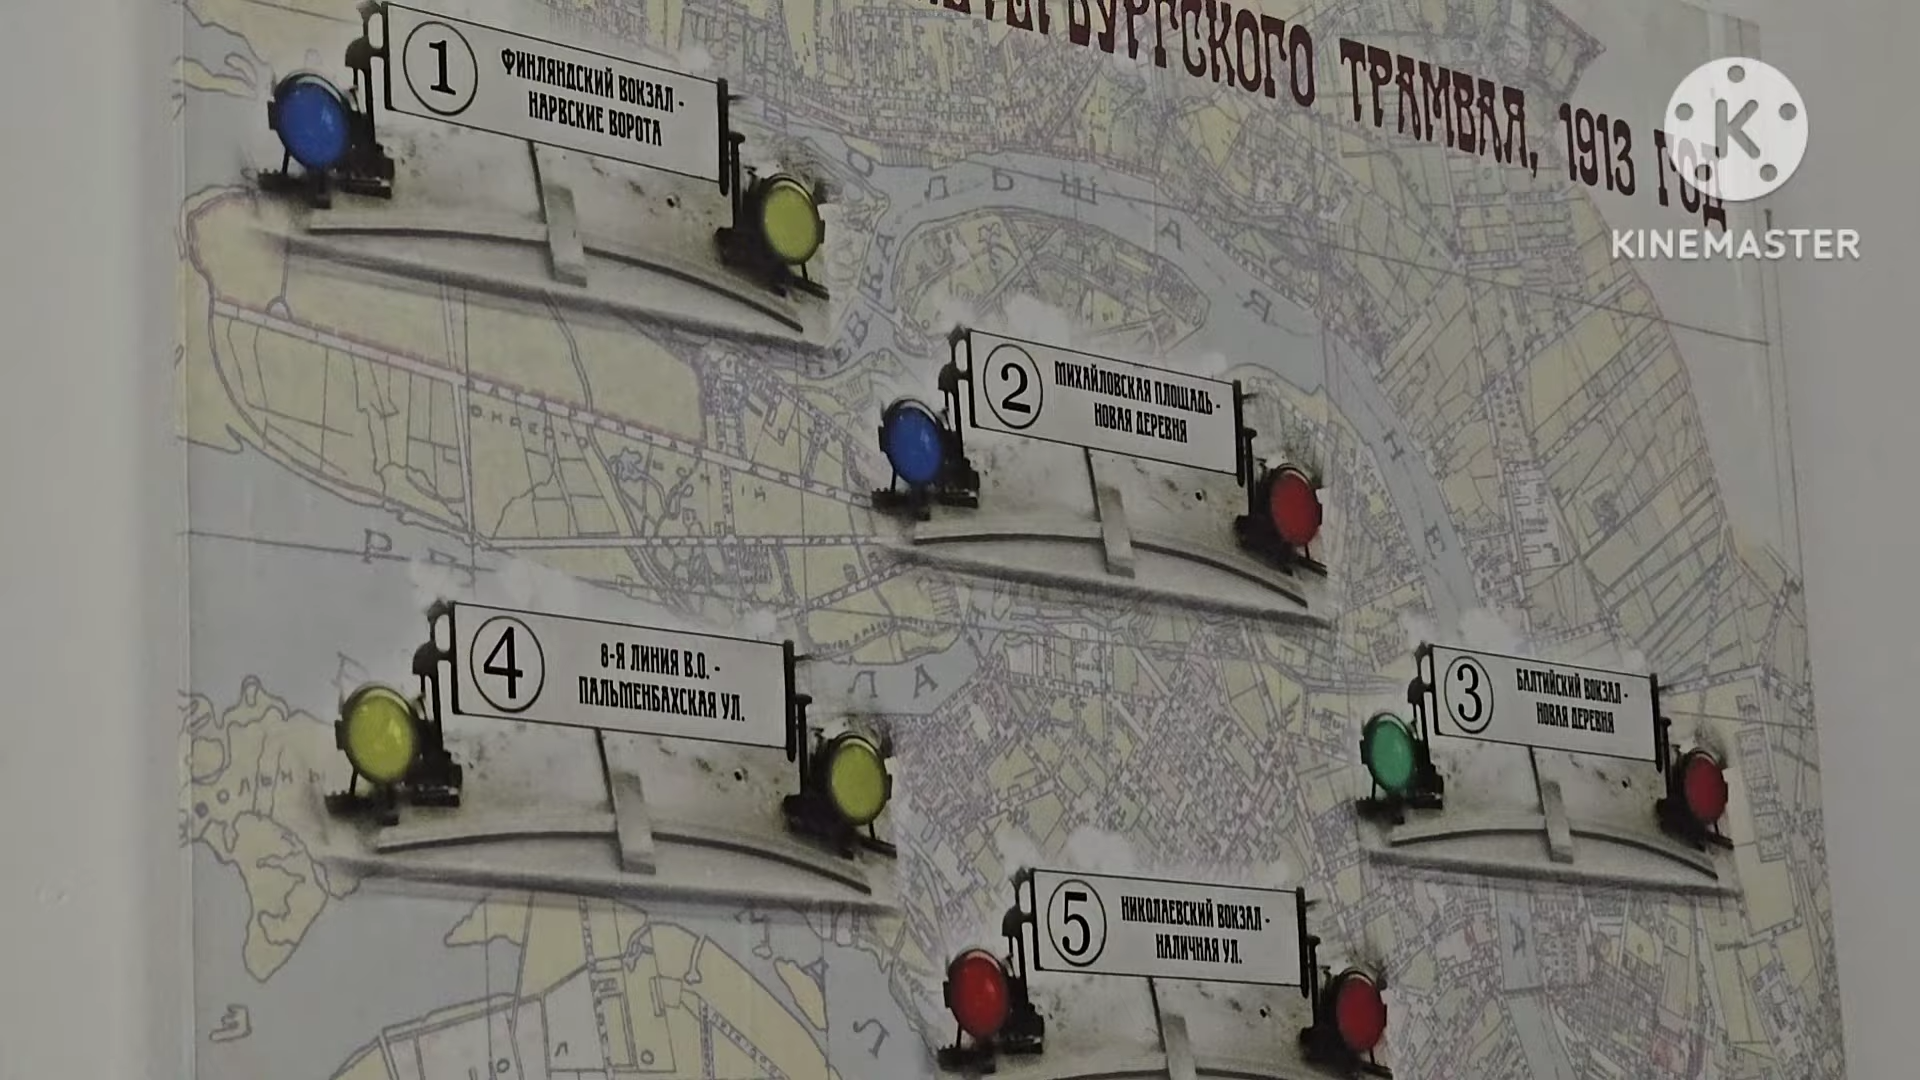 ПЕТЕРБУРГСКОГО ТРАМВАЯ, 1913 ГОД
KINEMASTER
1
ФИНЛЯНДСКИЙ ВОКЗАЛ -
НАРВСКИЕ ВОРОТА
2
МИХАЙЛОВСКАЯ ПЛОЩАДЬ -
НОВАЯ ДЕРЕВНЯ
4
8-Я ЛИНИЯ В.О. -
ПАЛЬМЕНБАХСКАЯ УЛ.
3
БАЛТИЙСКИЙ ВОКЗАЛ -
НОВАЯ ДЕРЕВНЯ
5
НИКОЛАЕВСКИЙ ВОКЗАЛ -
НАЛИЧНАЯ УЛ.